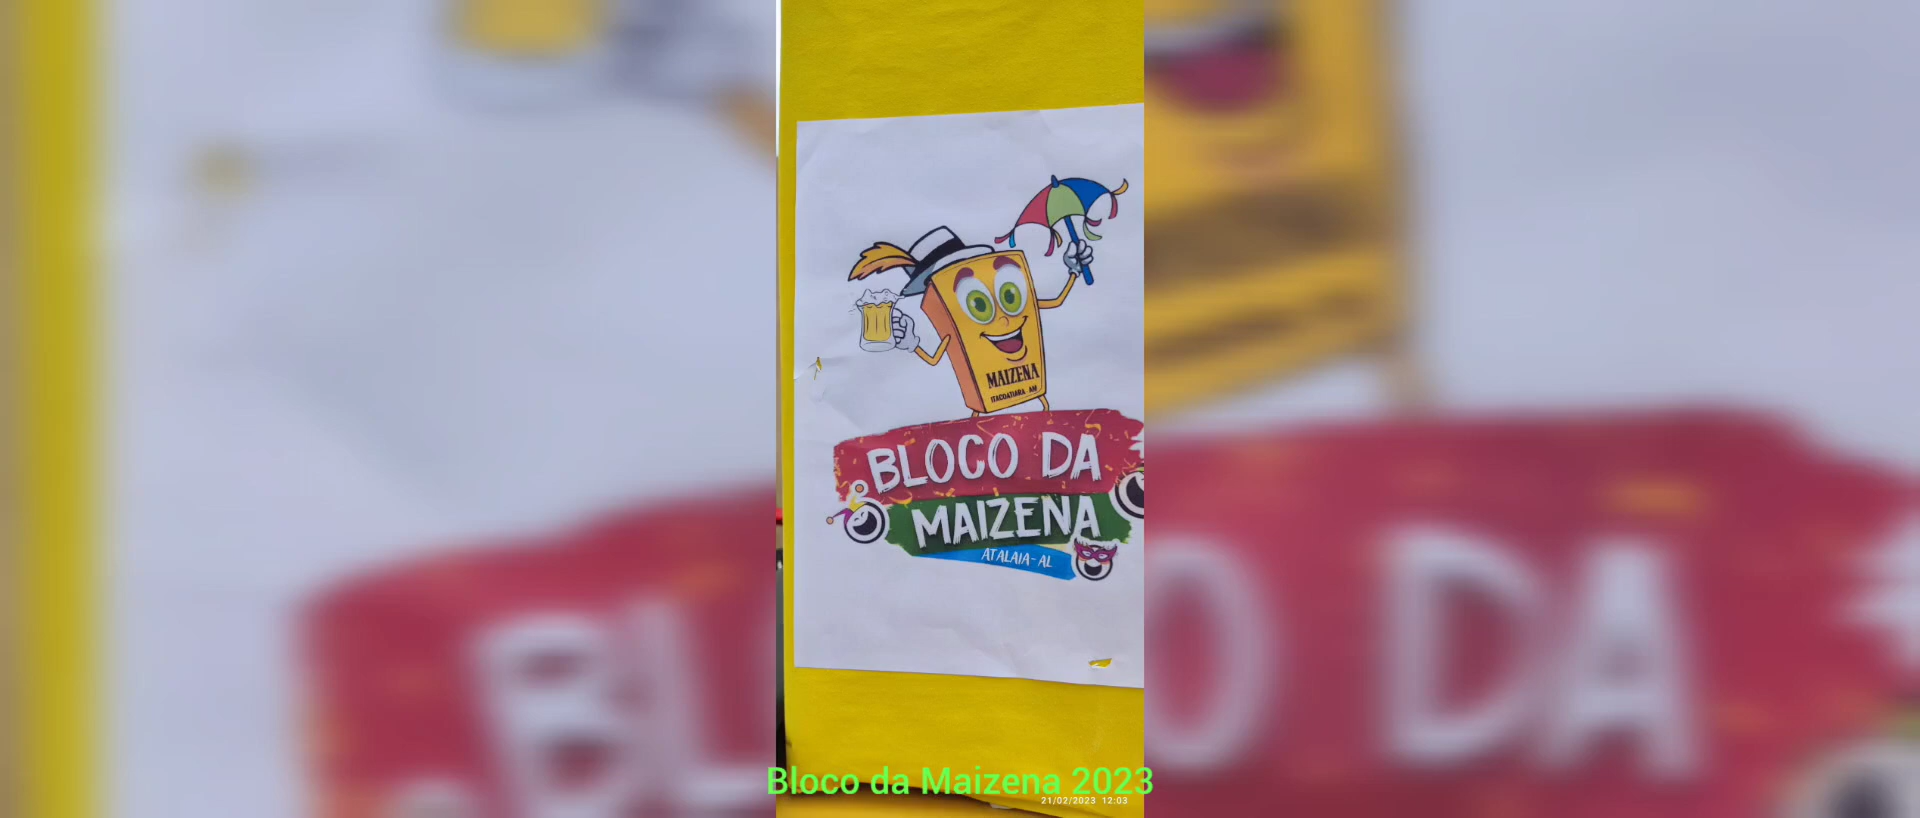 MAIZENA
ITACOATIARA-AM
BLOCO DA
MAIZENA
ATALAIA-AL
Bloco da Maizena 2023
21/02/2023 12:03